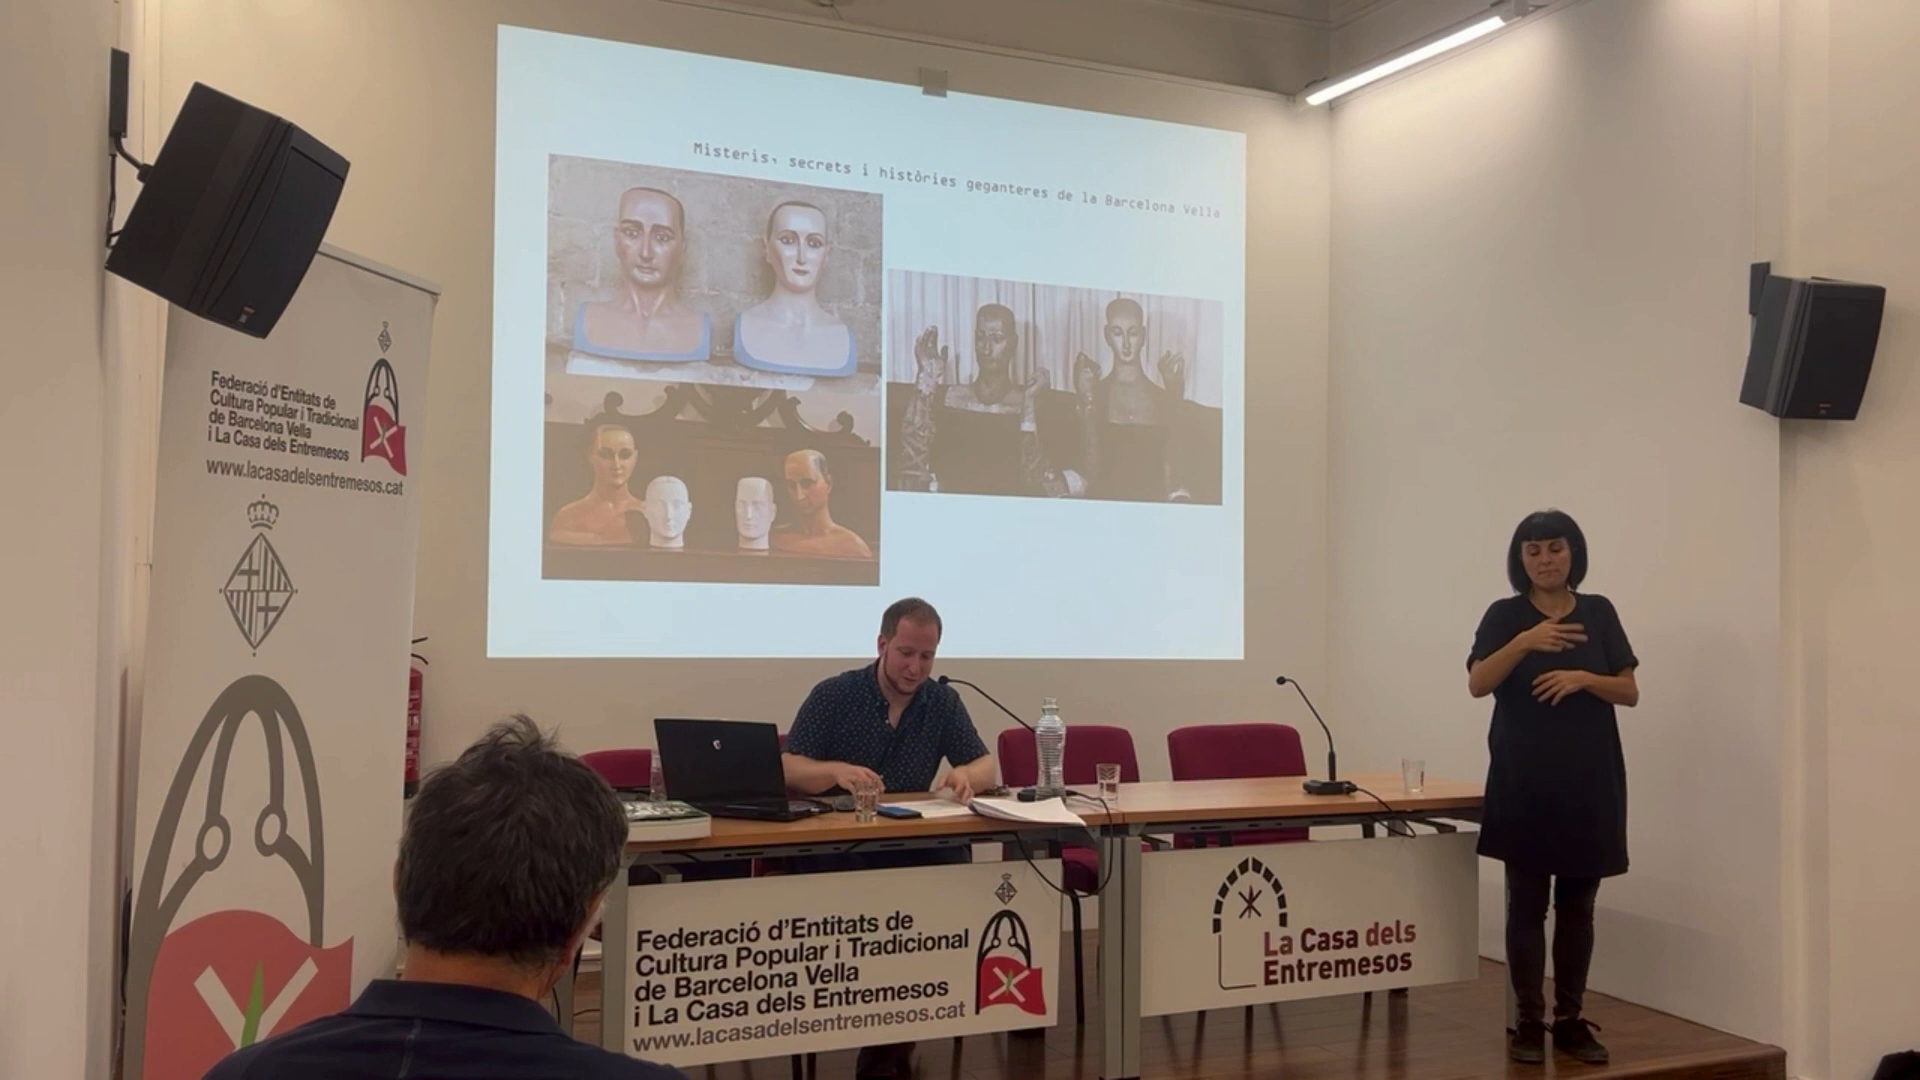 Misteris, secrets i històries geganteres de la Barcelona Vella
Federació d'Entitats de
Cultura Popular i Tradicional
de Barcelona Vella
i La Casa dels Entremesos
www.lacasadelsentremesos.cat
Federació d'Entitats de
Cultura Popular i Tradicional
de Barcelona Vella
i La Casa dels Entremesos
www.lacasadelsentremesos.cat
La Casa dels
Entremesos